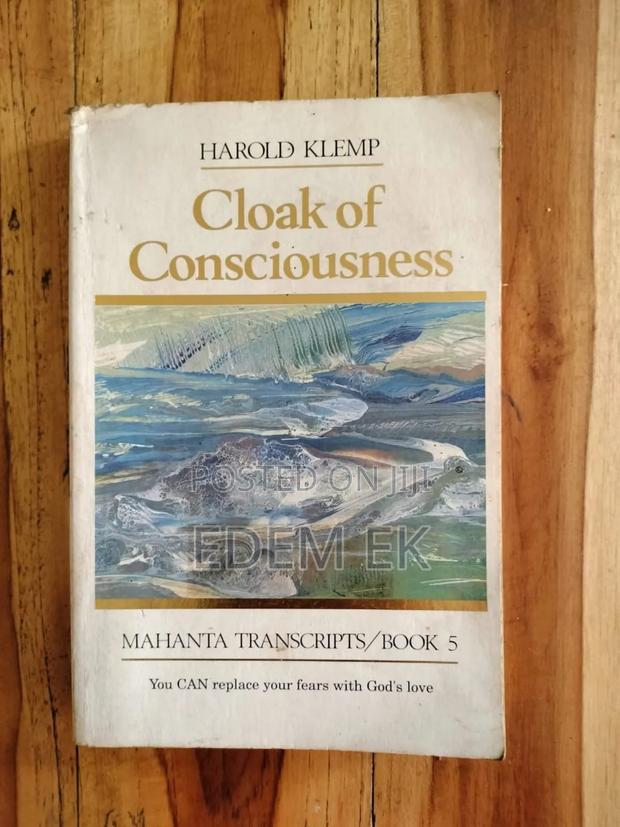 HAROLD KLEMP
Cloak of
Consciousness
POSTED ON JIJI
EDEM EK
MAHANTA TRANSCRIPTS/BOOK 5
You CAN replace your fears with God's love